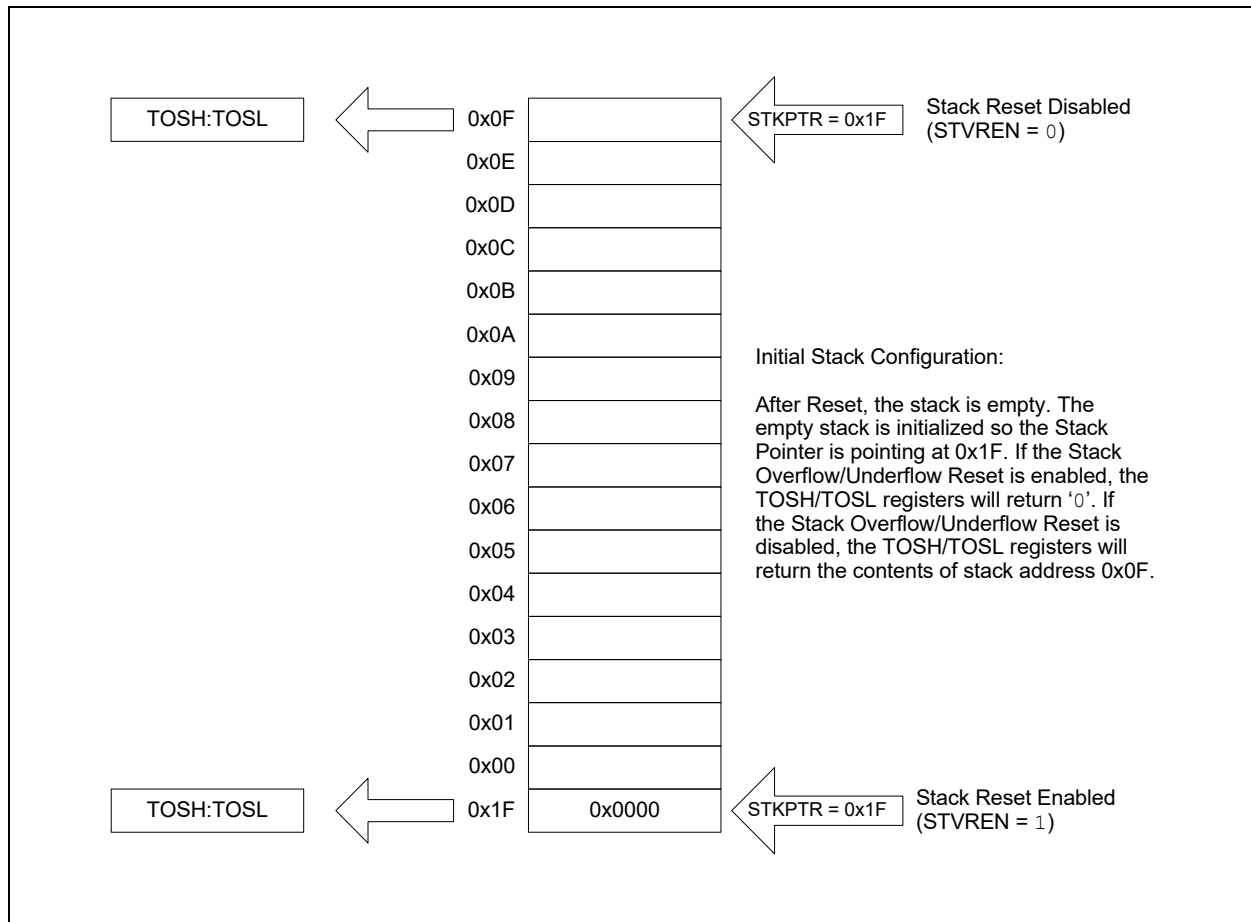 TOSH:TOSL
0x0F
STKPTR = 0x1F
Stack Reset Disabled
(STVREN = 0)
0x0E
0x0D
0x0C
0x0B
0x0A
0x09
0x08
0x07
0x06
0x05
0x04
0x03
0x02
0x01
0x00
Initial Stack Configuration:
After Reset, the stack is empty. The
empty stack is initialized so the Stack
Pointer is pointing at 0x1F. If the Stack
Overflow/Underflow Reset is enabled, the
TOSH/TOSL registers will return ‘0’. If
the Stack Overflow/Underflow Reset is
disabled, the TOSH/TOSL registers will
return the contents of stack address 0x0F.
TOSH:TOSL
0x1F
0x0000
STKPTR = 0x1F
Stack Reset Enabled
(STVREN = 1)